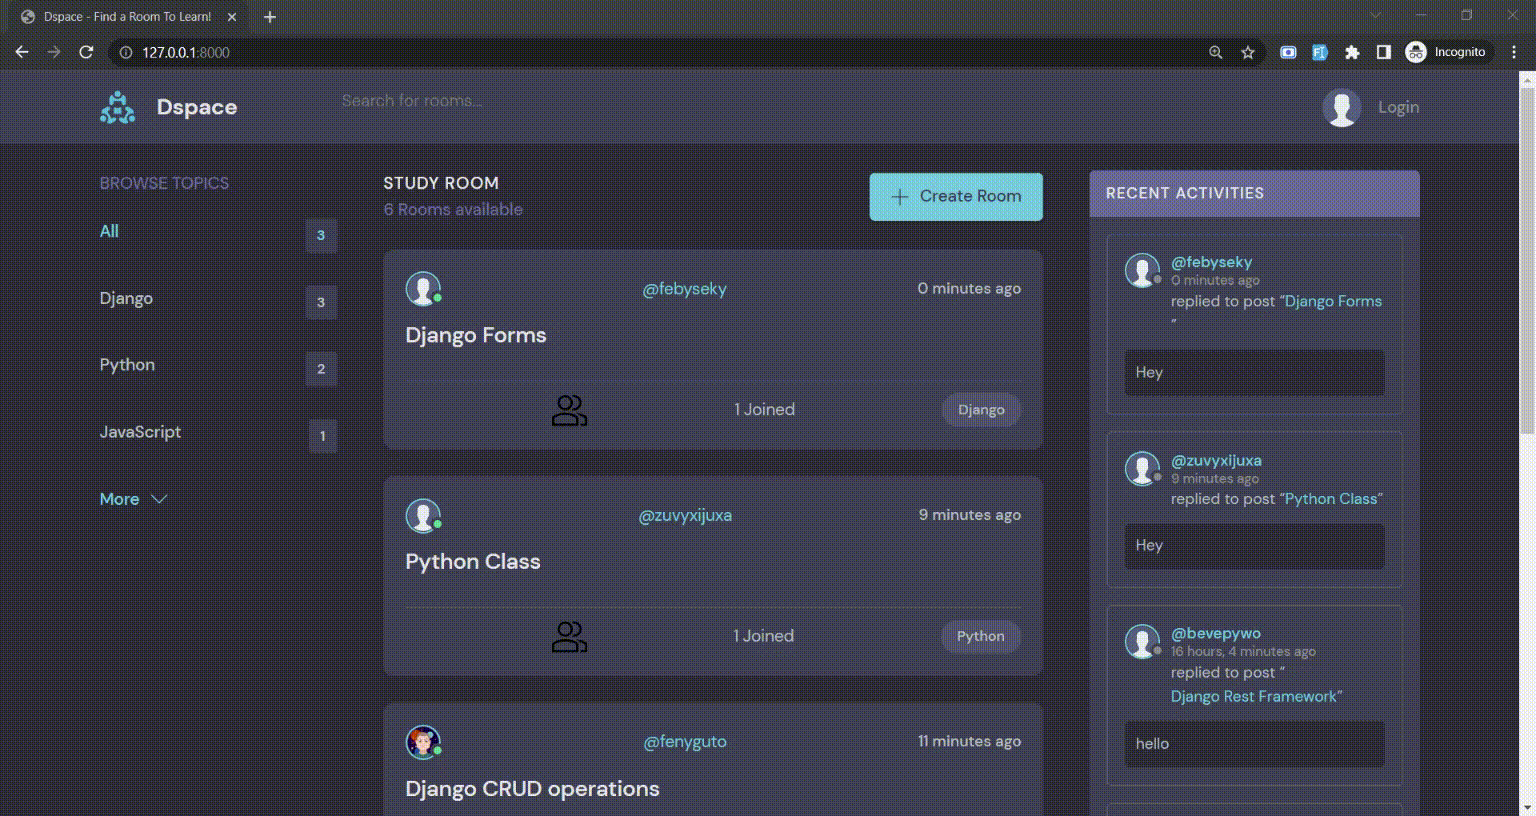 Dspace - Find a Room To Learn!
127.0.0.1:8000
Incognito
Dspace
Search for rooms...
Login
BROWSE TOPICS
All
3
Django
3
Python
2
JavaScript
1
More
STUDY ROOM
6 Rooms available
Create Room
@febyseky
0 minutes ago
Django Forms
1 Joined
Django
@zuvyxijuxa
9 minutes ago
Python Class
1 Joined
Python
@fenyguto
11 minutes ago
Django CRUD operations
RECENT ACTIVITIES
@febyseky
0 minutes ago
replied to post “Django Forms
”
Hey
@zuvyxijuxa
9 minutes ago
replied to post “Python Class”
Hey
@bevepywo
16 hours, 4 minutes ago
replied to post “
Django Rest Framework”
hello